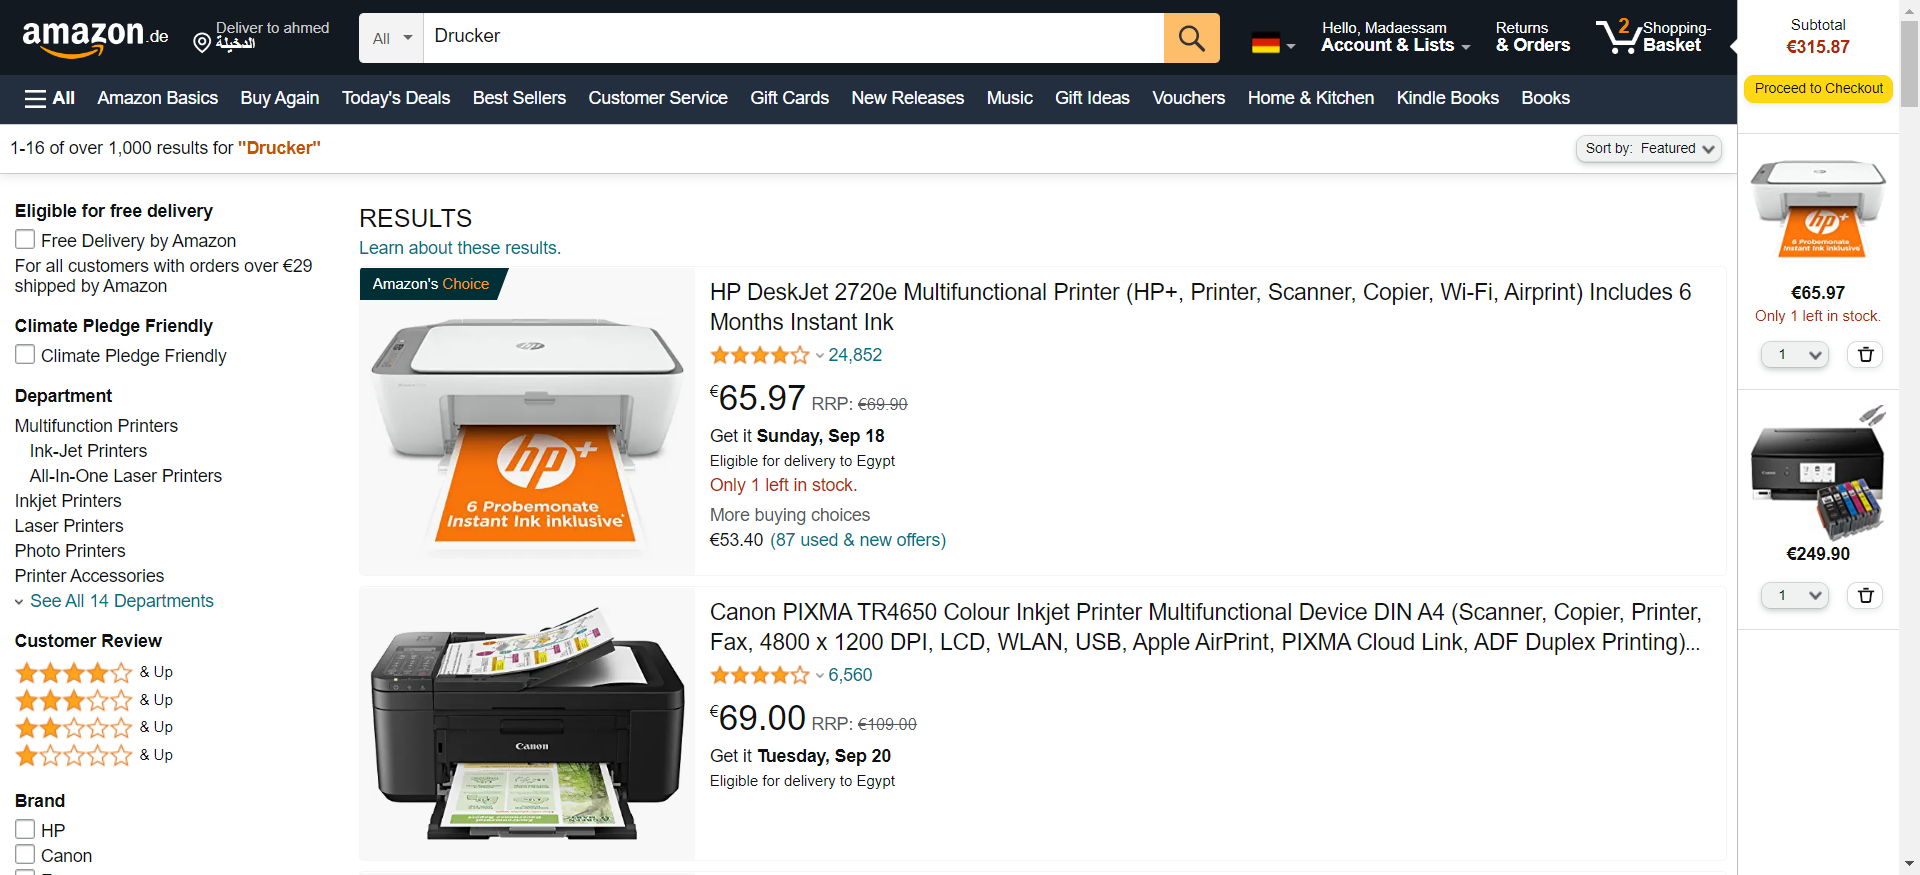 amazon.de
Deliver to ahmed
الدخيلة
All
Drucker
Hello, Madaessam
Account & Lists
Returns
& Orders
2
Shopping-
Basket
Subtotal
€315.87
Proceed to Checkout
All
Amazon Basics
Buy Again
Today's Deals
Best Sellers
Customer Service
Gift Cards
New Releases
Music
Gift Ideas
Vouchers
Home & Kitchen
Kindle Books
Books
1-16 of over 1,000 results for "Drucker"
Sort by: Featured
Eligible for free delivery
Free Delivery by Amazon
For all customers with orders over €29
shipped by Amazon
Climate Pledge Friendly
Climate Pledge Friendly
Department
Multifunction Printers
Ink-Jet Printers
All-In-One Laser Printers
Inkjet Printers
Laser Printers
Photo Printers
Printer Accessories
See All 14 Departments
Customer Review
& Up
& Up
& Up
& Up
Brand
HP
Canon
RESULTS
Learn about these results.
Amazon's Choice
hp
hp+
6 Probemonate
Instant Ink inklusive*
HP DeskJet 2720e Multifunctional Printer (HP+, Printer, Scanner, Copier, Wi-Fi, Airprint) Includes 6
Months Instant Ink
24,852
€65.97 RRP: €69.90
Get it Sunday, Sep 18
Eligible for delivery to Egypt
Only 1 left in stock.
More buying choices
€53.40 (87 used & new offers)
Canon
Canon PIXMA TR4650 Colour Inkjet Printer Multifunctional Device DIN A4 (Scanner, Copier, Printer,
Fax, 4800 x 1200 DPI, LCD, WLAN, USB, Apple AirPrint, PIXMA Cloud Link, ADF Duplex Printing)...
6,560
€69.00 RRP: €109.00
Get it Tuesday, Sep 20
Eligible for delivery to Egypt
hp+
6 Probemonate
Instant Ink inklusive
€65.97
Only 1 left in stock.
1
€249.90
1